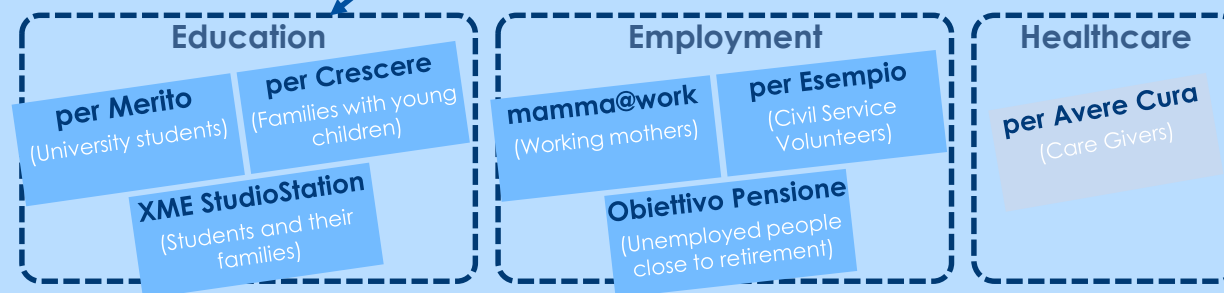 Education
per Merito
(University students)
per Crescere
(Families with young
children)
XME StudioStation
(Students and their
families)
Employment
mamma@work
(Working mothers)
per Esempio
(Civil Service
Volunteers)
Obiettivo Pensione
(Unemployed people
close to retirement)
Healthcare
per Avere Cura
(Care Givers)